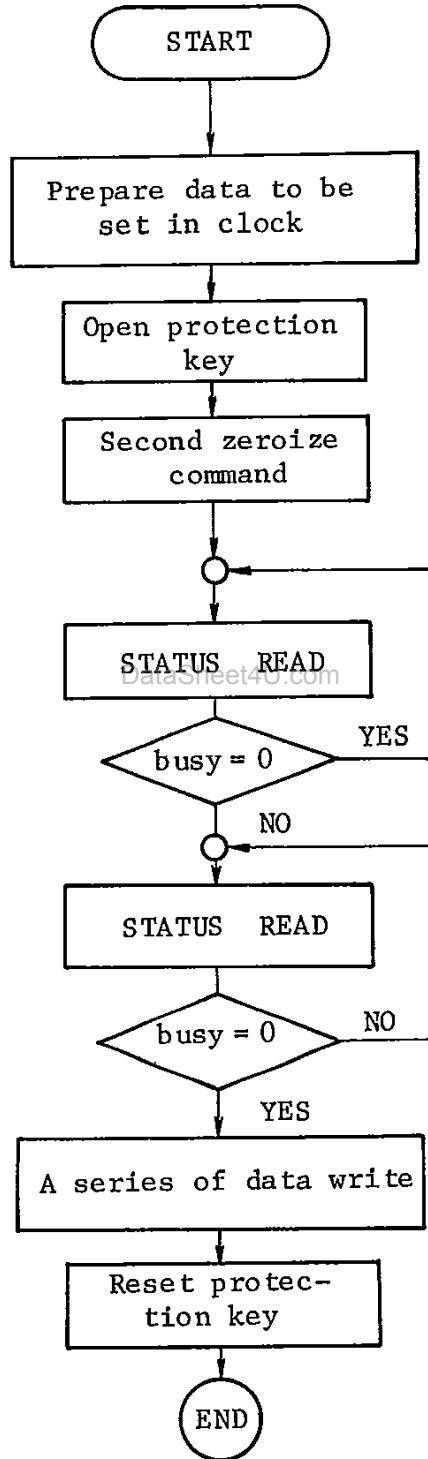 START
Prepare data to be
set in clock
Open protection
key
Second zeroize
command
STATUS READ
DataSheet4U.com
busy = 0
YES
NO
STATUS READ
busy = 0
NO
YES
A series of data write
Reset protec-
tion key
END